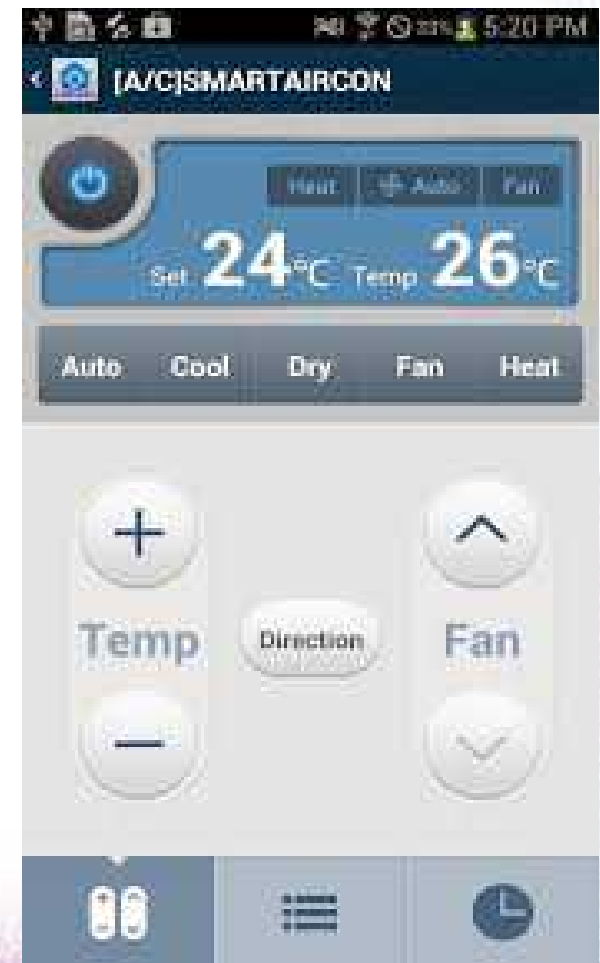 5:20 PM
[A/C]SMARTAIRCON
Heat Auto Fan
Set 24°C Temp 26°C
Auto Cool Dry Fan Heat
Temp Direction Fan